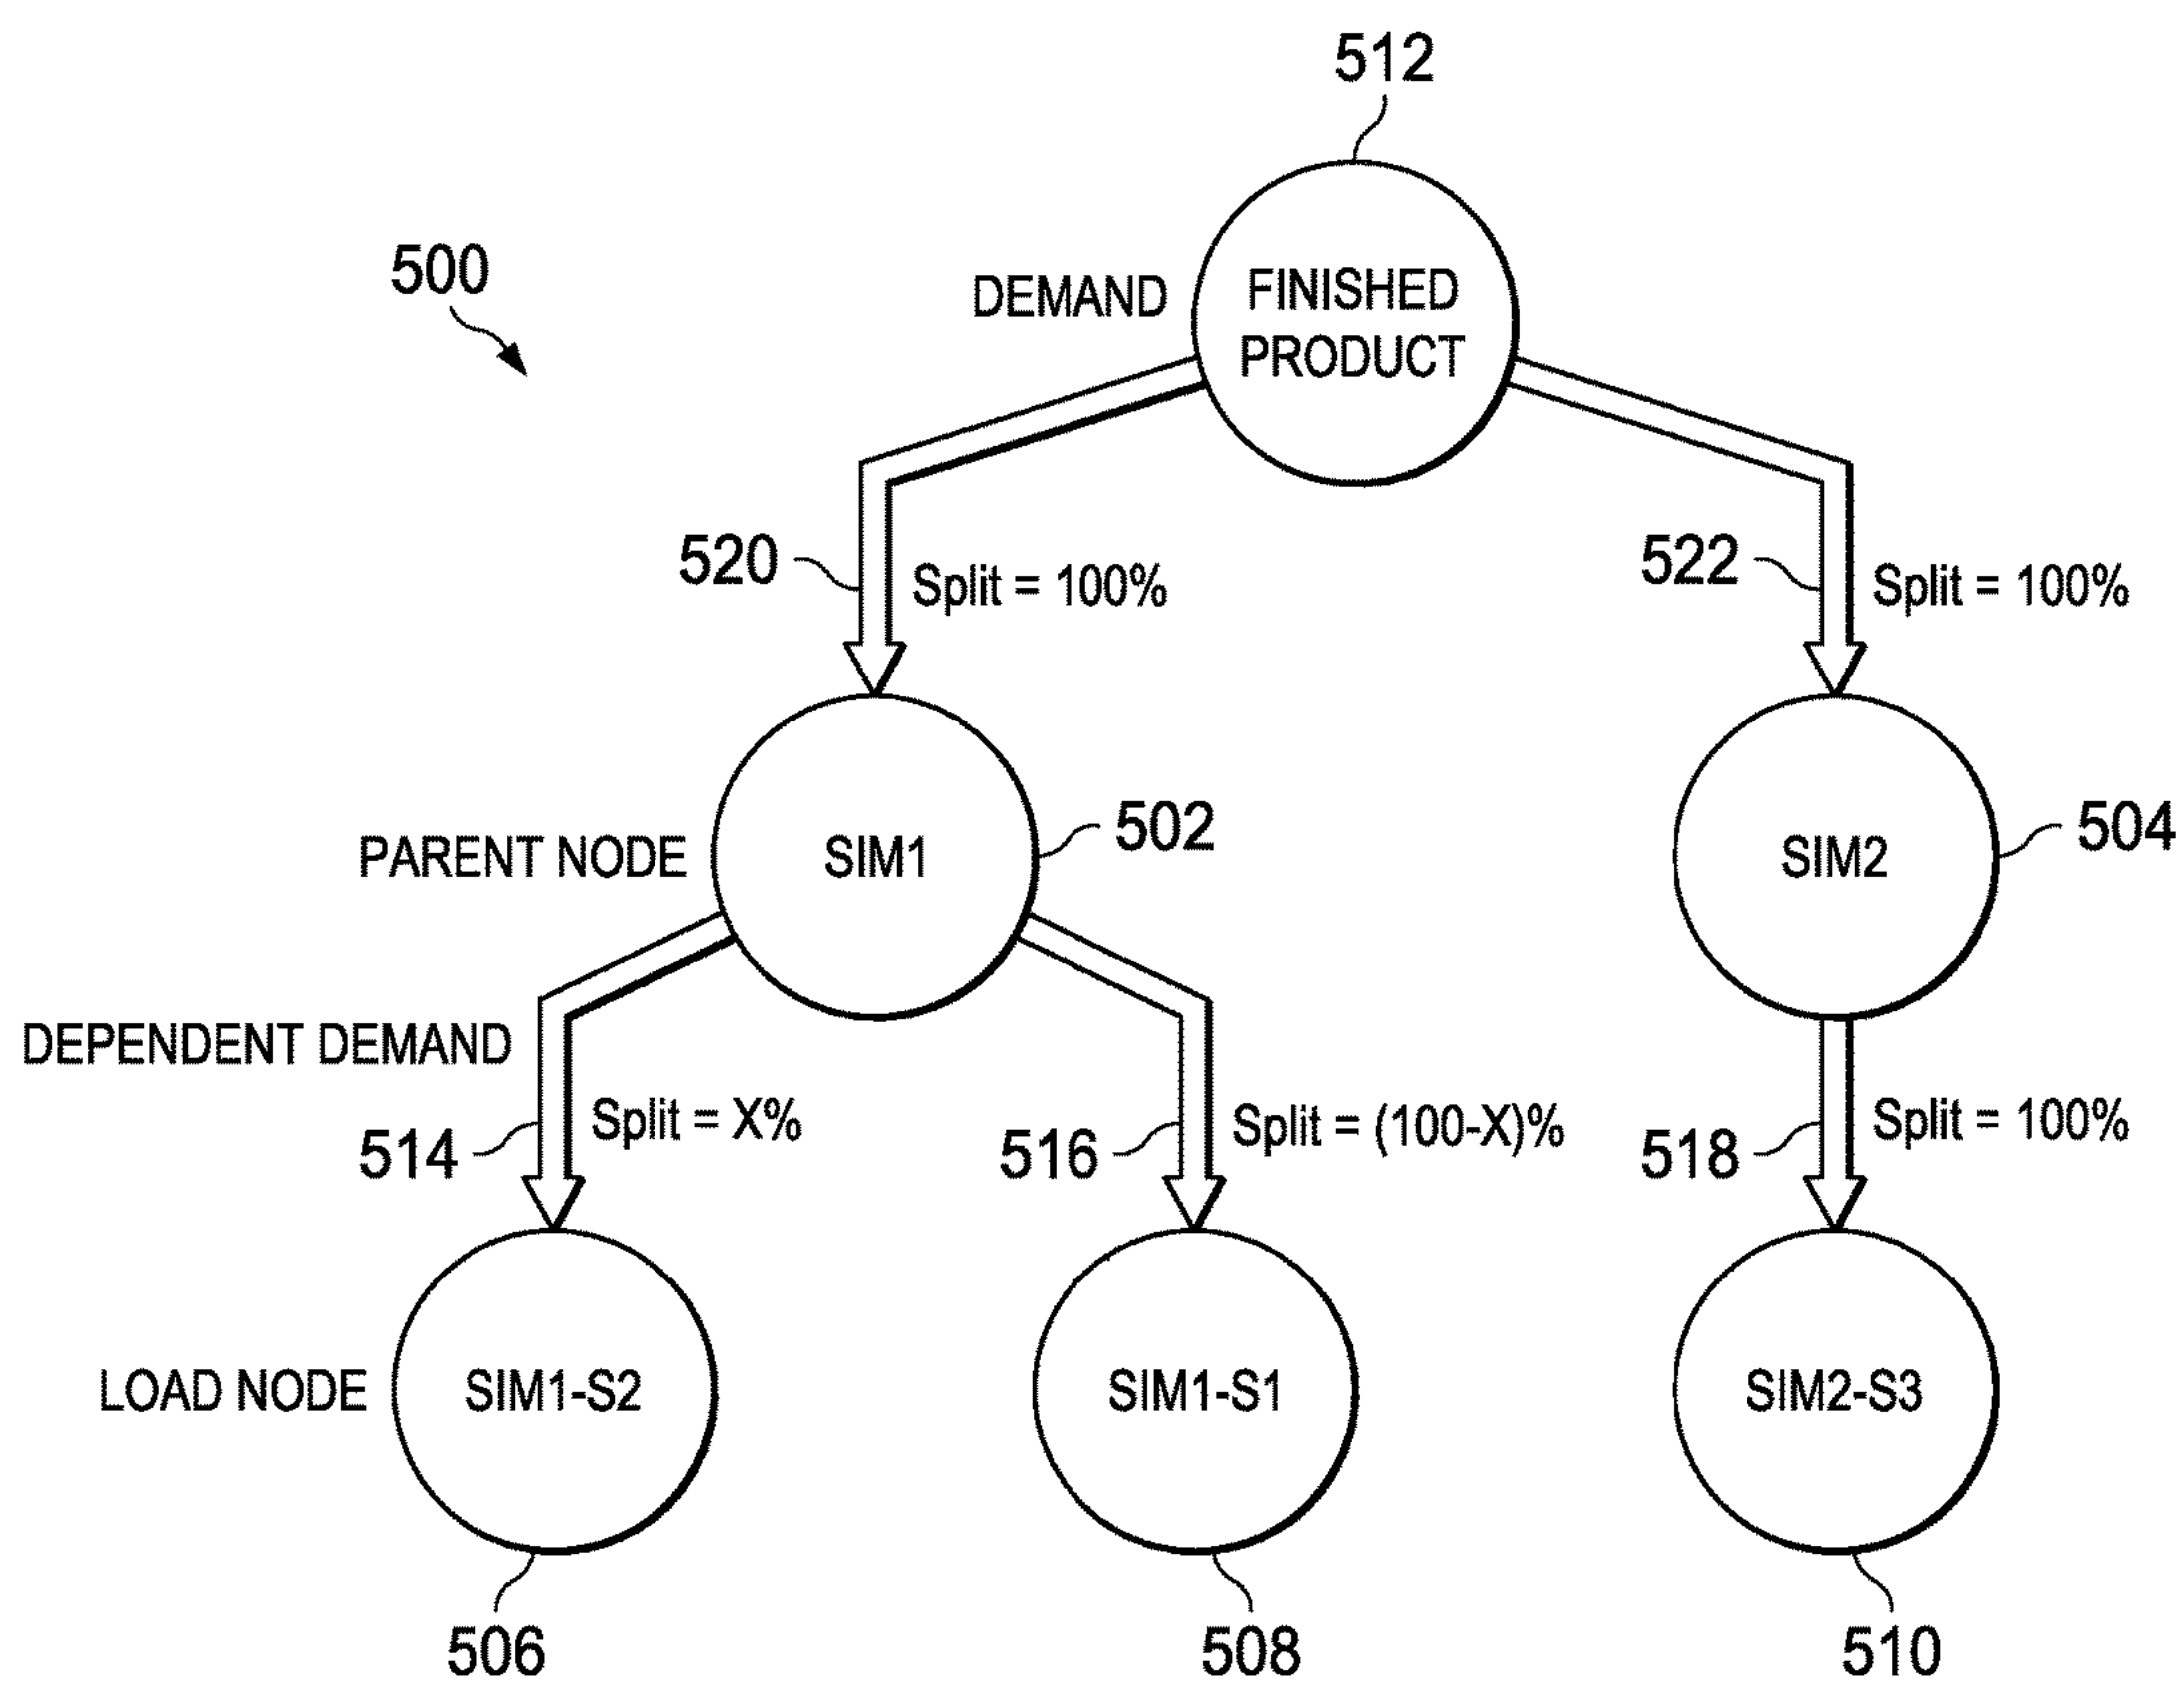 512
500
DEMAND
FINISHED
PRODUCT
520
Split = 100%
522
Split = 100%
PARENT NODE
SIM1
502
SIM2
504
DEPENDENT DEMAND
514
Split = X%
516
Split = (100-X)%
518
Split = 100%
LOAD NODE
SIM1-S2
SIM1-S1
SIM2-S3
506
508
510